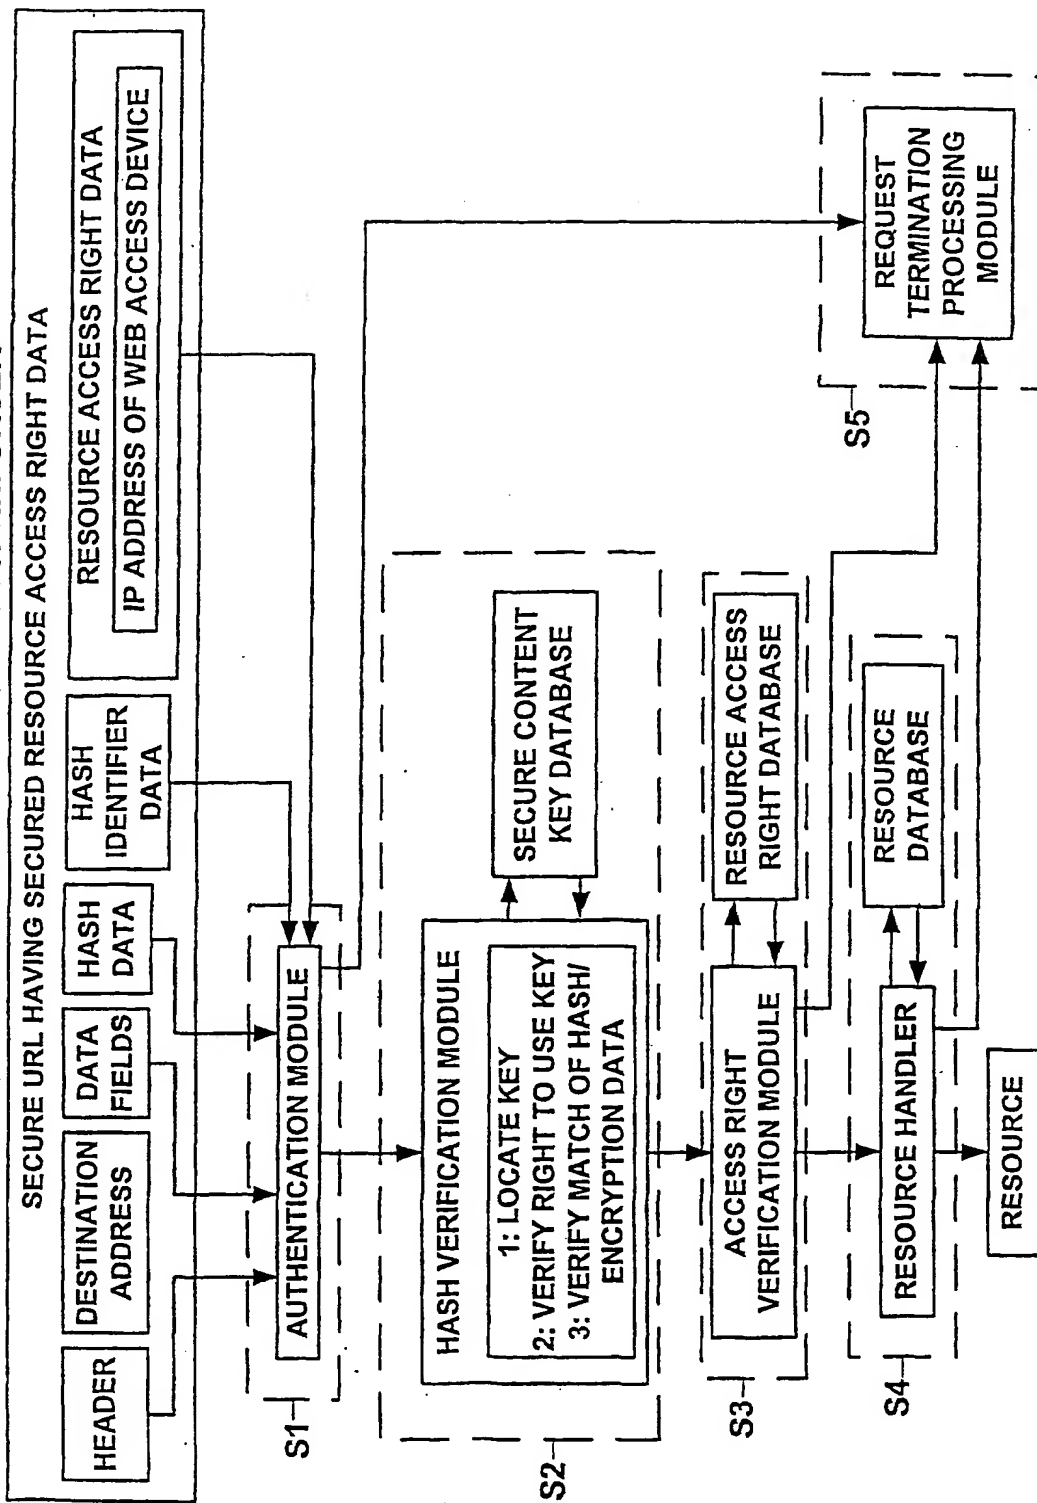 SECURE URL HAVING SECURED RESOURCE ACCESS RIGHT DATA
HEADER
DESTINATION
ADDRESS
DATA
FIELDS
HASH
DATA
HASH
IDENTIFIER
DATA
RESOURCE ACCESS RIGHT DATA
IP ADDRESS OF WEB ACCESS DEVICE
S1
AUTHENTICATION MODULE
S2
HASH VERIFICATION MODULE
1: LOCATE KEY
2: VERIFY RIGHT TO USE KEY
3: VERIFY MATCH OF HASH/
ENCRYPTION DATA
SECURE CONTENT
KEY DATABASE
S3
ACCESS RIGHT
VERIFICATION MODULE
RESOURCE ACCESS
RIGHT DATABASE
S4
RESOURCE HANDLER
RESOURCE
DATABASE
RESOURCE
S5
REQUEST
TERMINATION
PROCESSING
MODULE